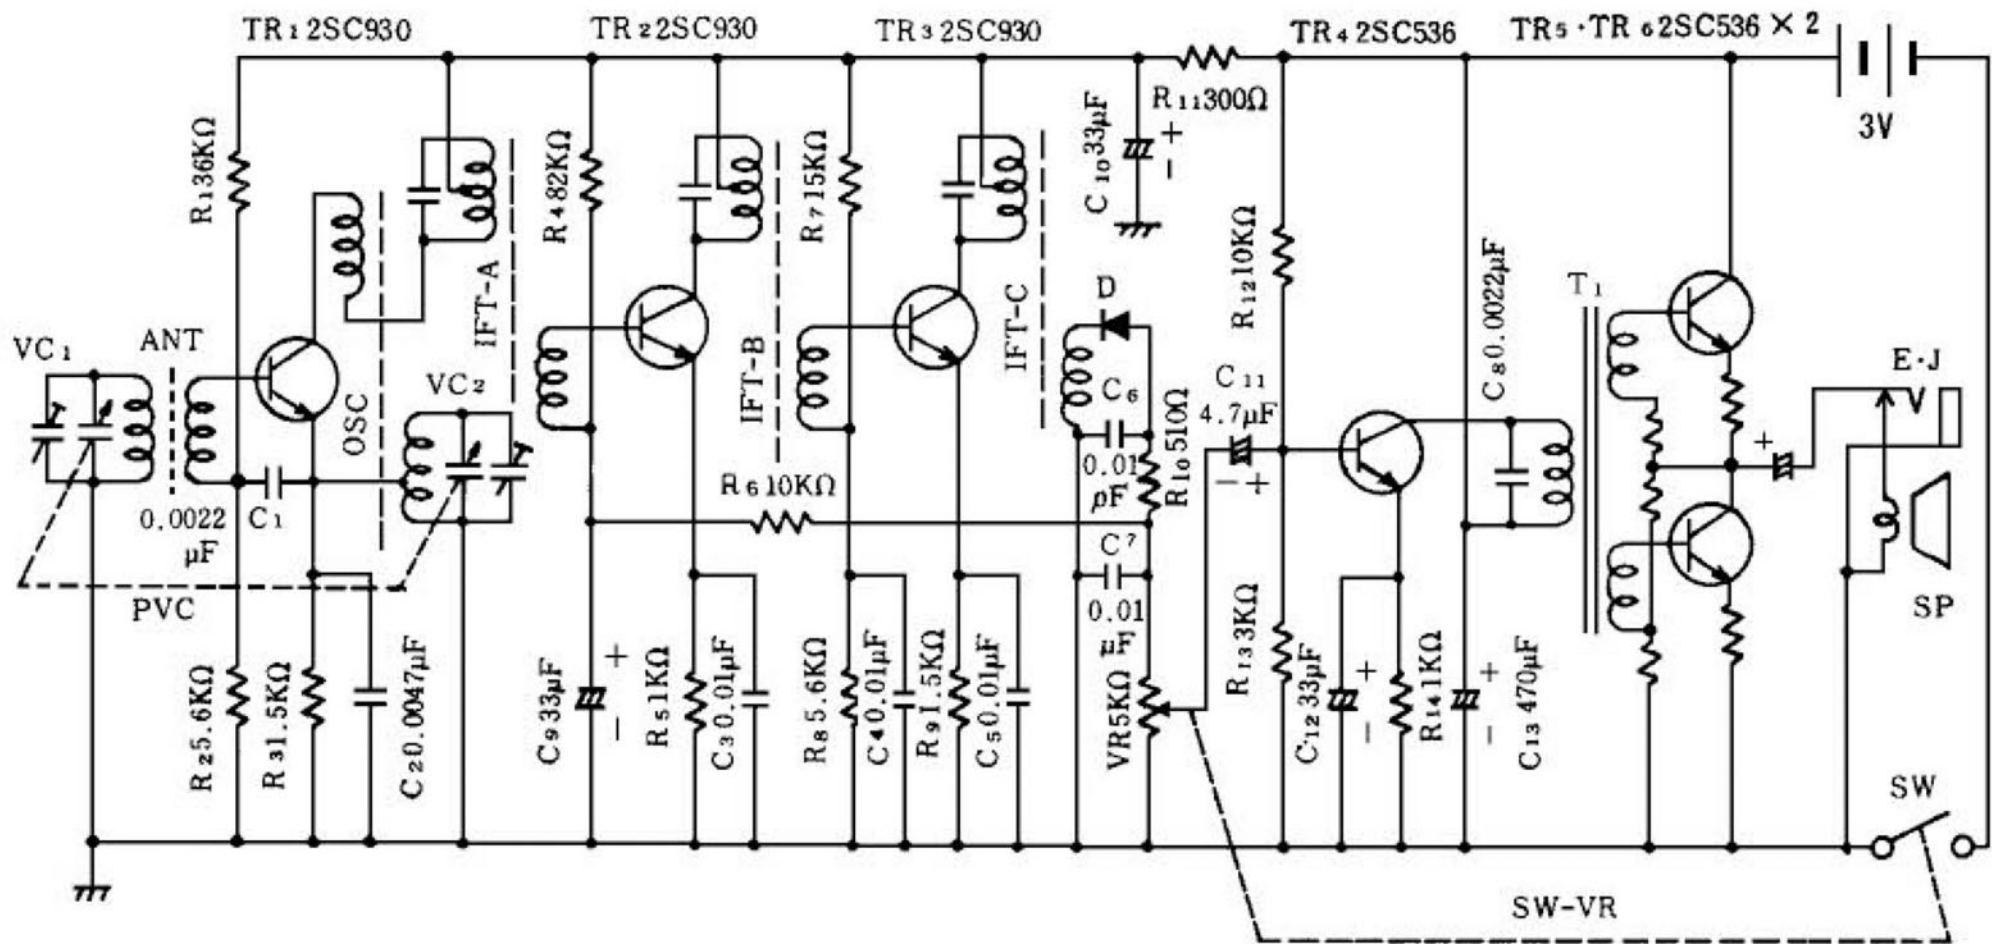 TR1 2SC930
TR2 2SC930
TR3 2SC930
TR4 2SC536
TR5・TR6 2SC536×2
R1 36KΩ
R4 82KΩ
R7 15KΩ
C10 33μF
+
-
R11 300Ω
3V
IFT-A
IFT-B
IFT-C
D
R12 10KΩ
C8 0.0022μF
T1
VC1
ANT
OSC
VC2
C6
0.01
pF
R10 510Ω
C11
4.7μF
- +
+
E・J
SP
0.0022
μF
C1
PVC
R6 10KΩ
C7
0.01
μF
R2 5.6KΩ
R3 1.5KΩ
C2 0.0047μF
C9 33μF
+
-
R5 1KΩ
C3 0.01μF
R8 5.6KΩ
C4 0.01μF
R9 1.5KΩ
C5 0.01μF
VR5KΩ
R13 3KΩ
C12 33μF
+
-
R14 1KΩ
+
-
C13 470μF
SW
SW-VR